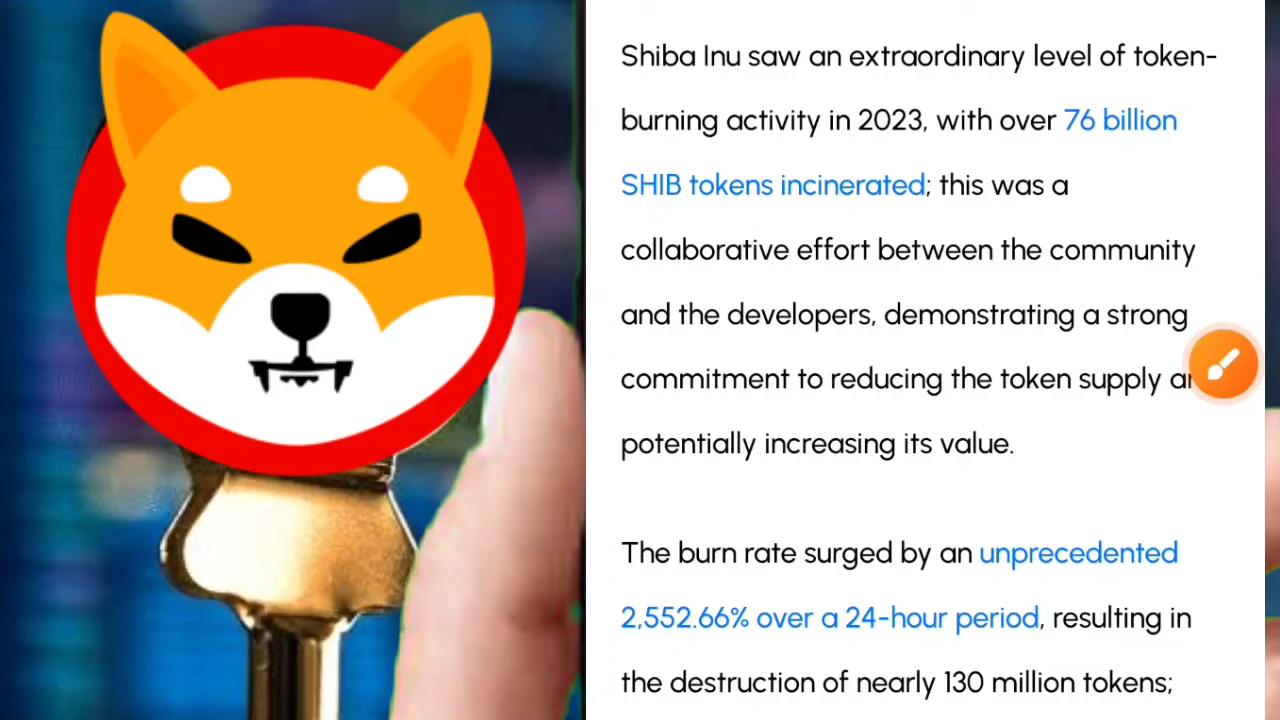 Shiba Inu saw an extraordinary level of token-
burning activity in 2023, with over 76 billion
SHIB tokens incinerated; this was a
collaborative effort between the community
and the developers, demonstrating a strong
commitment to reducing the token supply
potentially increasing its value.
The burn rate surged by an unprecedented
2,552.66% over a 24-hour period, resulting in
the destruction of nearly 130 million tokens;